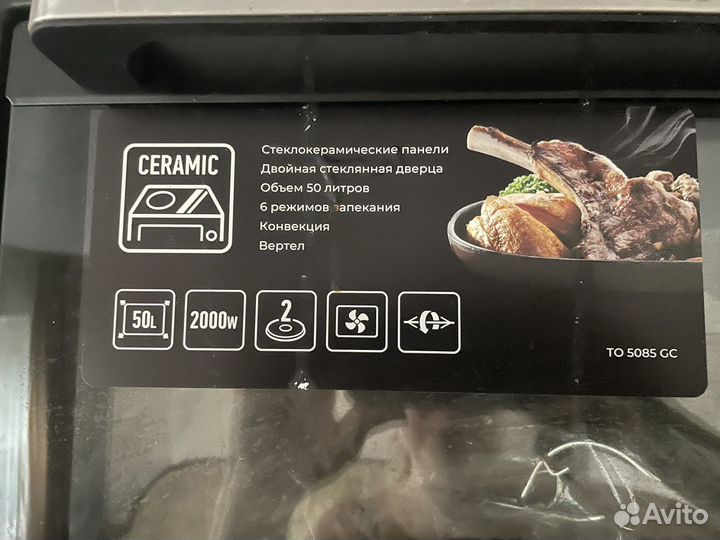 CERAMIC
Стеклокерамические панели
Двойная стеклянная дверца
Объем 50 литров
6 режимов запекания
Конвекция
Вертел
50L
2000W
2
TO 5085 GC
Avito